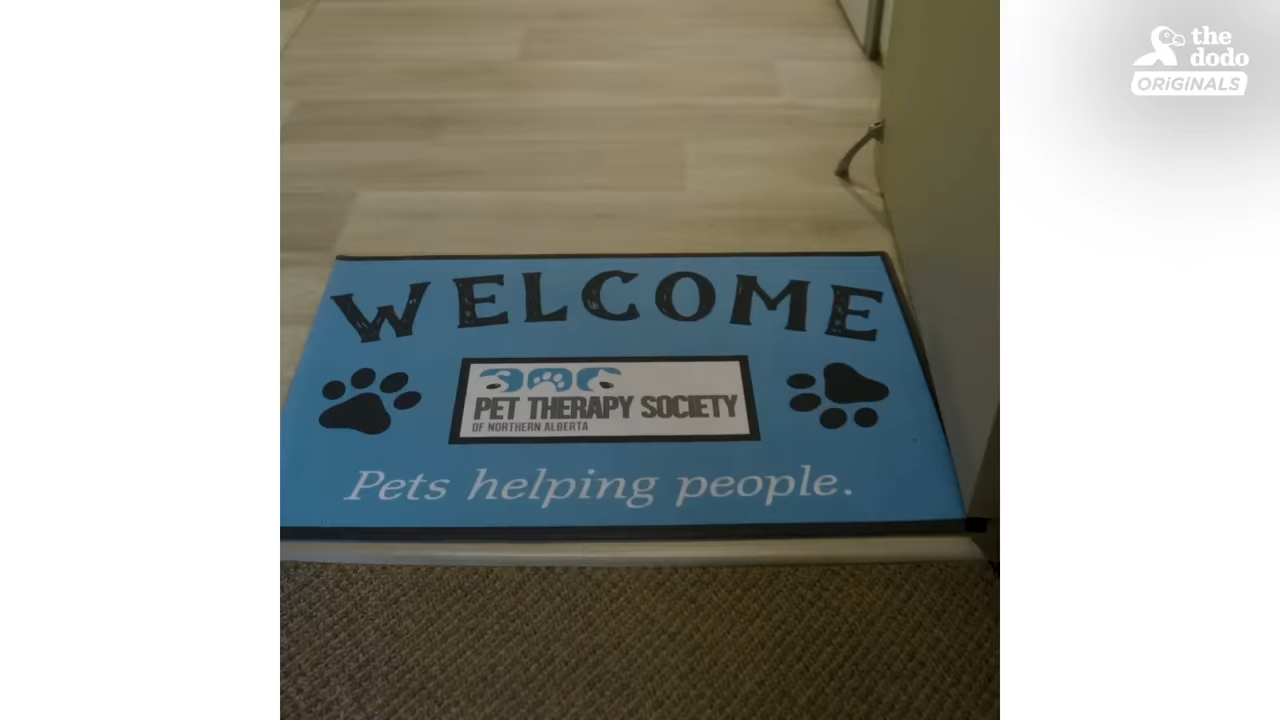 the
dodo
ORiGiNALS
WELCOME
PET THERAPY SOCIETY
OF NORTHERN ALBERTA
Pets helping people.